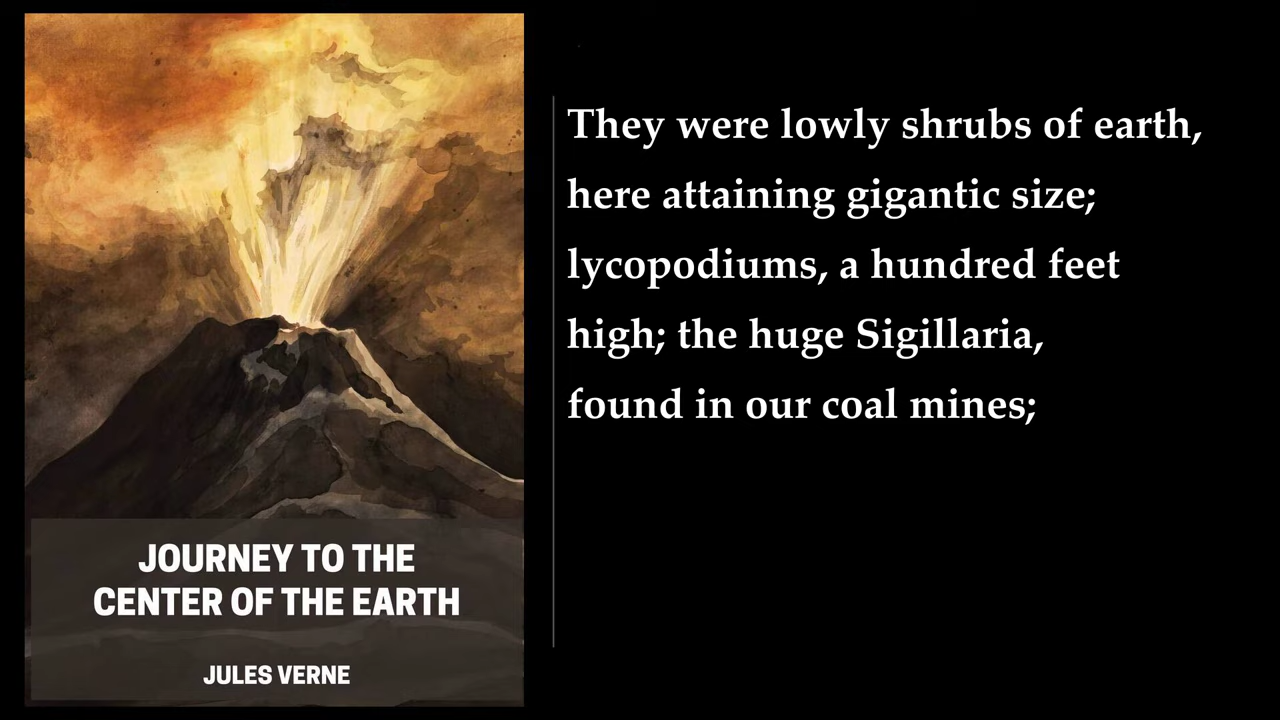 JOURNEY TO THE
CENTER OF THE EARTH
JULES VERNE
They were lowly shrubs of earth,
here attaining gigantic size;
lycopodiums, a hundred feet
high; the huge Sigillaria,
found in our coal mines;